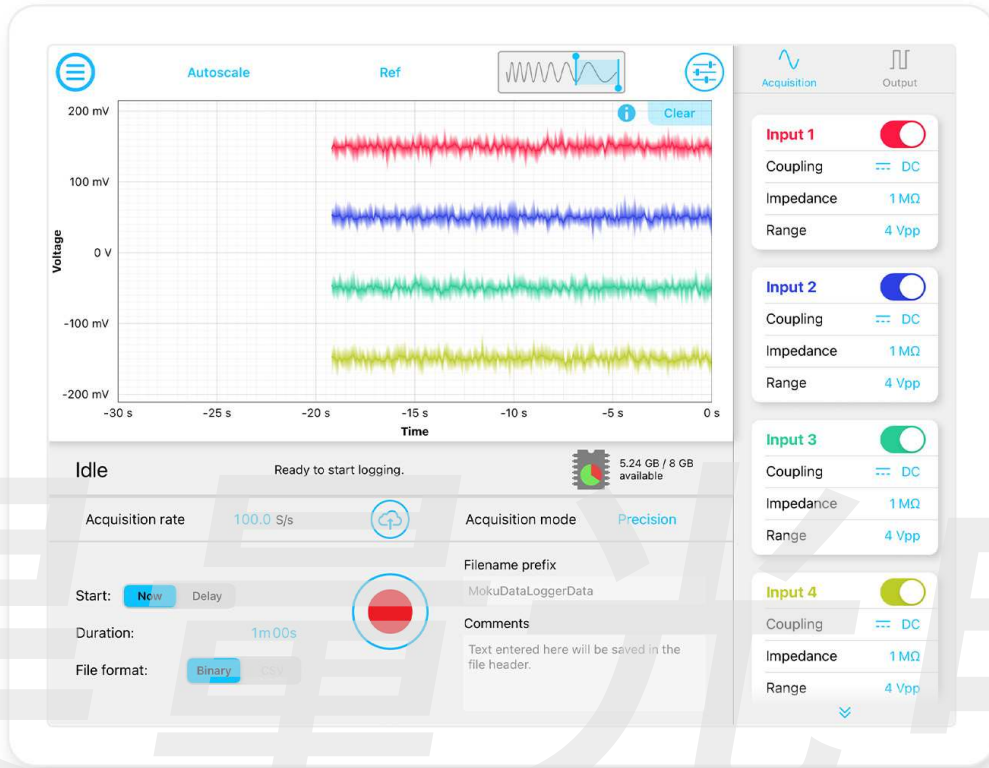 Autoscale
Ref
Acquisition
Output
200 mV
100 mV
0 V
-100 mV
-200 mV
Voltage
Clear
-30 s
-25 s
-20 s
-15 s
-10 s
-5 s
0 s
Time
Input 1
Coupling
DC
Impedance
1 MΩ
Range
4 Vpp
Input 2
Coupling
DC
Impedance
1 MΩ
Range
4 Vpp
Input 3
Coupling
DC
Impedance
1 MΩ
Range
4 Vpp
Input 4
Coupling
DC
Impedance
1 MΩ
Range
4 Vpp
Idle
Ready to start logging.
5.24 GB / 8 GB
available
Acquisition rate
100.0 S/s
Acquisition mode
Precision
Start:
Now
Delay
Duration:
1m00s
File format:
Binary
Filename prefix
MokuDataLoggerData
Comments
Text entered here will be saved in the
file header.
量光